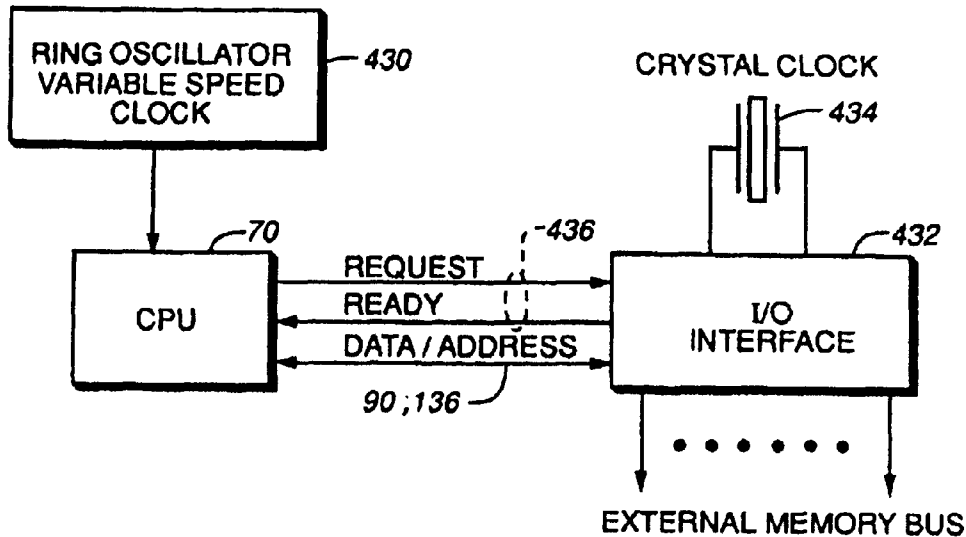 RING OSCILLATOR
VARIABLE SPEED
CLOCK
430
CRYSTAL CLOCK
434
70
CPU
REQUEST
READY
DATA / ADDRESS
436
90 ; 136
432
I/O
INTERFACE
EXTERNAL MEMORY BUS